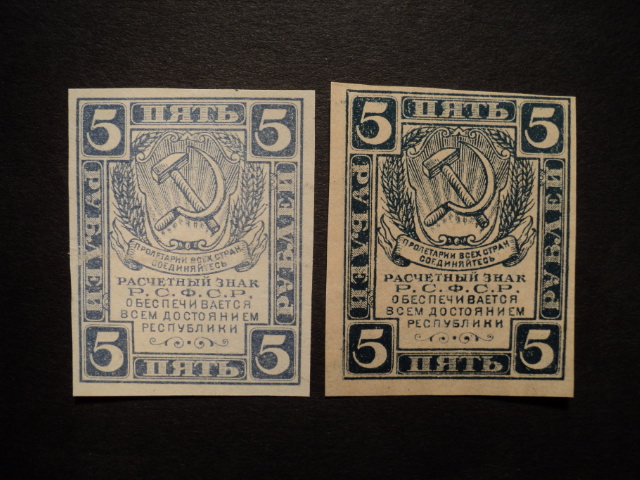 5 ПЯТЬ 5
РУБЛЕЙ
РУБЛЕЙ
ПРОЛЕТАРИИ ВСЕХ СТРАН
СОЕДИНЯЙТЕСЬ
РАСЧЕТНЫЙ ЗНАК
Р.С.Ф.С.Р.
ОБЕСПЕЧИВАЕТСЯ
ВСЕМ ДОСТОЯНИЕМ
РЕСПУБЛИКИ
5 ПЯТЬ 5
5 ПЯТЬ 5
РУБЛЕЙ
РУБЛЕЙ
ПРОЛЕТАРИИ ВСЕХ СТРАН
СОЕДИНЯЙТЕСЬ
РАСЧЕТНЫЙ ЗНАК
Р.С.Ф.С.Р.
ОБЕСПЕЧИВАЕТСЯ
ВСЕМ ДОСТОЯНИЕМ
РЕСПУБЛИКИ
5 ПЯТЬ 5